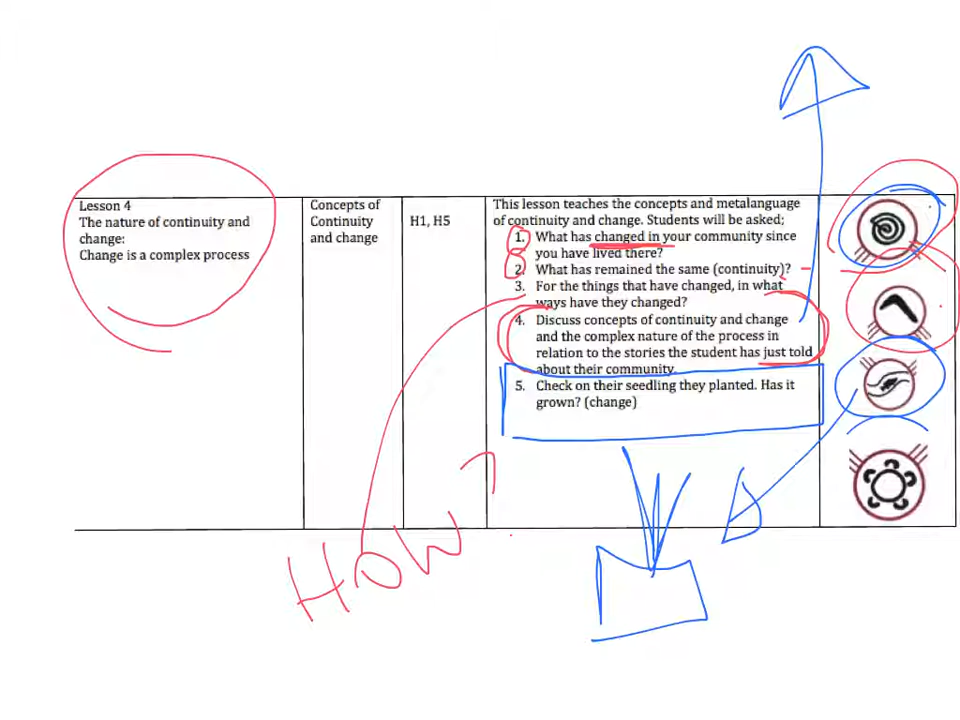 Lesson 4
The nature of continuity and
change:
Change is a complex process
Concepts of
Continuity
and change
H1, H5
This lesson teaches the concepts and metalanguage
of continuity and change. Students will be asked;
1. What has changed in your community since
you have lived there?
2. What has remained the same (continuity)?
3. For the things that have changed, in what
ways have they changed?
4. Discuss concepts of continuity and change
and the complex nature of the process in
relation to the stories the student has just told
about their community.
5. Check on their seedling they planted. Has it
grown? (change)
HOW ?